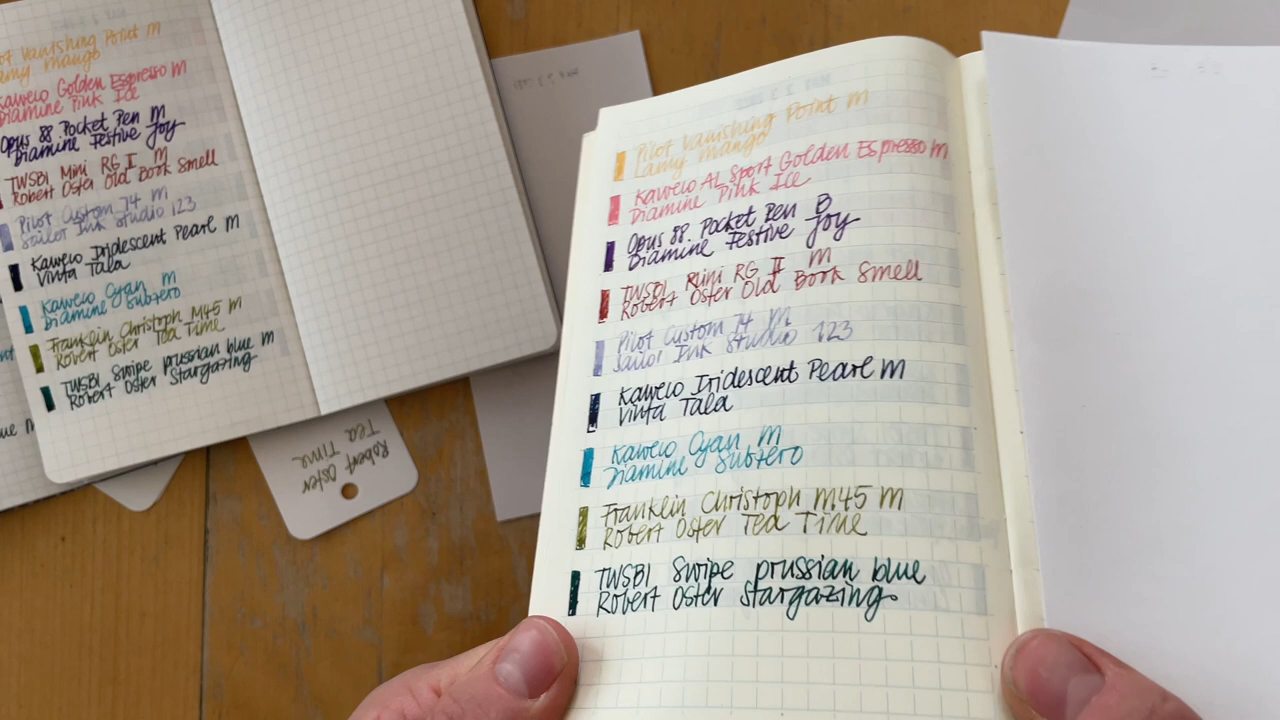 ot Vanishing Point M
amy mango
Kaweco Golden Espresso M
Diamine Pink Ice
Opus 88 Pocket Pen M
Diamine Festive Joy
TWSBI Mini RG II M
Robert Oster Old Book Smell
Pilot Custom 74 M
Sailor Ink Studio 123
Kaweco Iridescent Pearl M
Vinta Tala
Kaweco Cyan M
Diamine Subzero
Franklin Christoph M45 M
Robert Oster Tea Time
TWSBI Swipe prussian blue M
Robert Oster Stargazing
ue M
Robert Oster
Tea Time
Pilot Vanishing Point M
Lamy mango
Kaweco AL Sport Golden Espresso M
Diamine Pink Ice
Opus 88 Pocket Pen B
Diamine Festive Joy
TWSBI Mini RG II M
Robert Oster Old Book Smell
Pilot Custom 74 M
Sailor Ink Studio 123
Kaweco Iridescent Pearl M
Vinta Tala
Kaweco Cyan M
Diamine Subzero
Franklin Christoph M45 M
Robert Oster Tea Time
TWSBI Swipe prussian blue
Robert Oster Stargazing